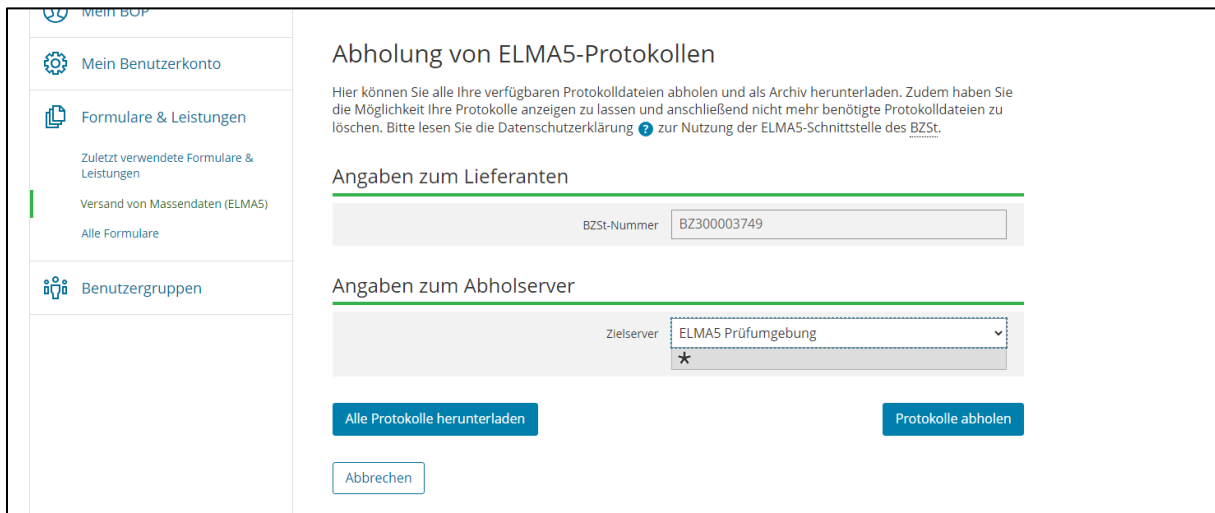 Mein BOP
Mein Benutzerkonto
Formulare & Leistungen
Zuletzt verwendete Formulare &
Leistungen
Versand von Massendaten (ELMA5)
Alle Formulare
Benutzergruppen
Abholung von ELMA5-Protokollen
Hier können Sie alle Ihre verfügbaren Protokolldateien abholen und als Archiv herunterladen. Zudem haben Sie
die Möglichkeit Ihre Protokolle anzeigen zu lassen und anschließend nicht mehr benötigte Protokolldateien zu
löschen. Bitte lesen Sie die Datenschutzerklärung ? zur Nutzung der ELMA5-Schnittstelle des BZSt.
Angaben zum Lieferanten
BZSt-Nummer BZ300003749
Angaben zum Abholserver
Zielserver ELMA5 Prüfumgebung
*
Alle Protokolle herunterladen Protokolle abholen
Abbrechen